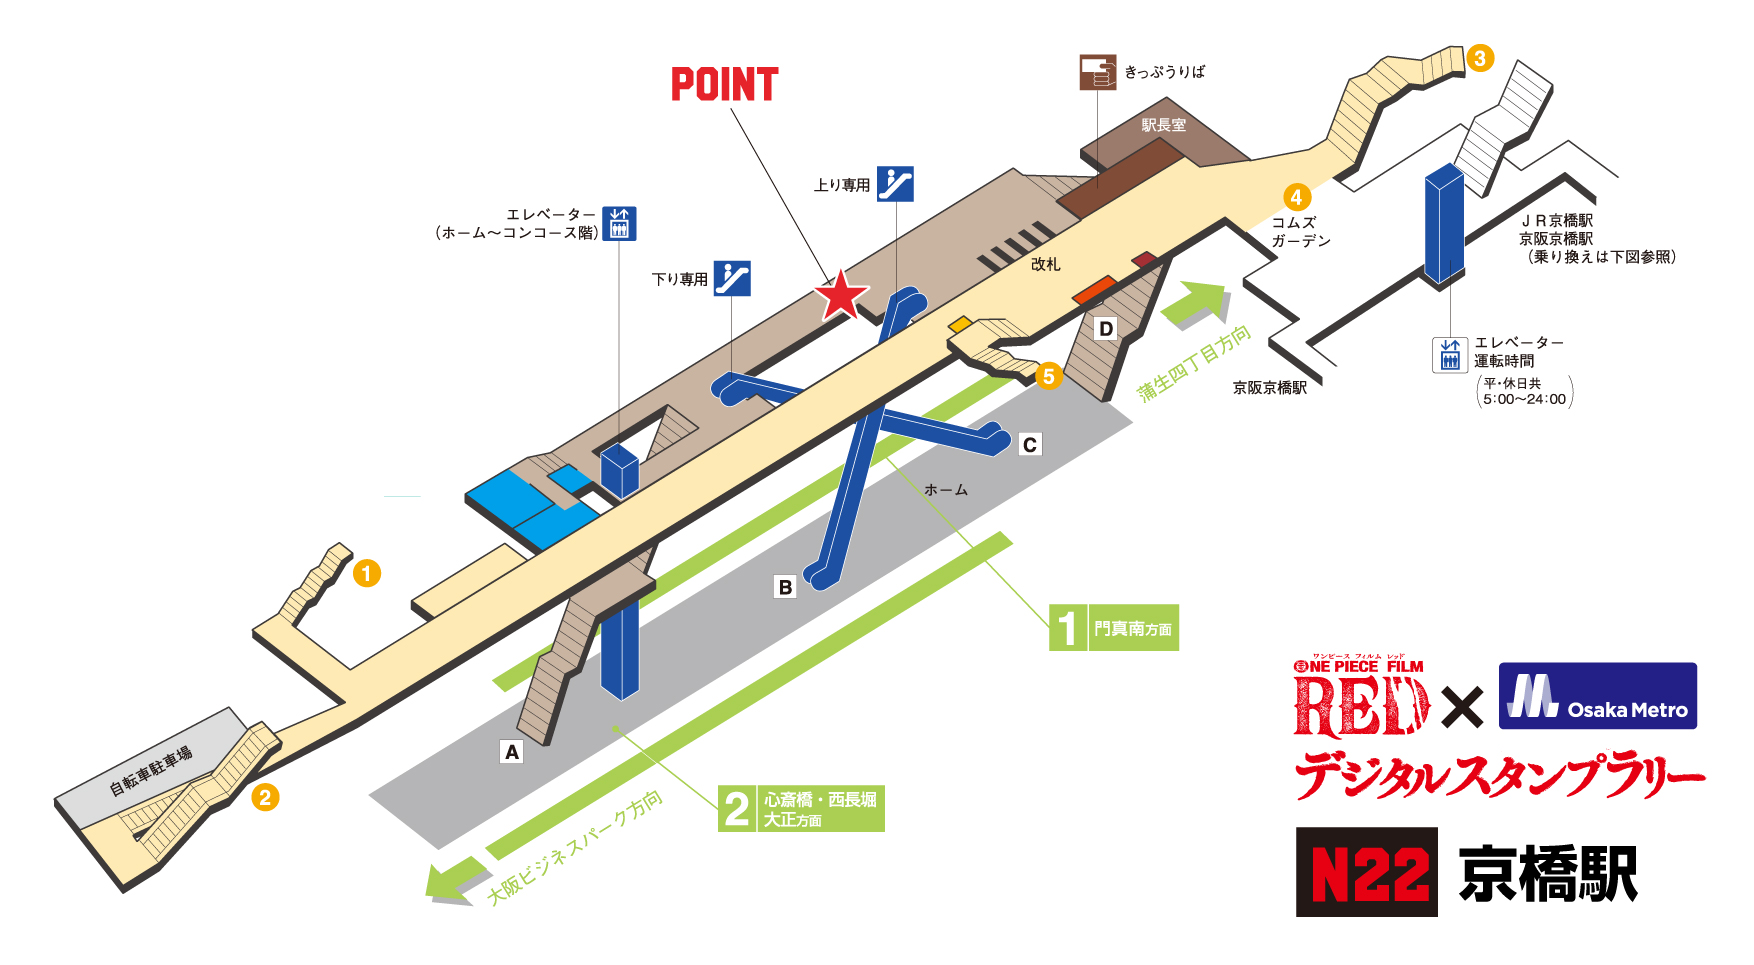 POINT
きっぷうりば
駅長室
3
上り専用
エレベーター
(ホーム〜コンコース階)
下り専用
4
コムズ
ガーデン
JR京橋駅
京阪京橋駅
(乗り換えは下図参照)
改札
D
蒲生四丁目方向
エレベーター
運転時間
(平・休日共
5:00〜24:00)
京阪京橋駅
5
C
ホーム
1
B
1 門真南方面
A
自転車駐車場
2
2 心斎橋・西長堀
大正方面
大阪ビジネスパーク方向
ワンピース フィルム レッド
ONE PIECE FILM
RED × Osaka Metro
デジタルスタンプラリー
N22 京橋駅